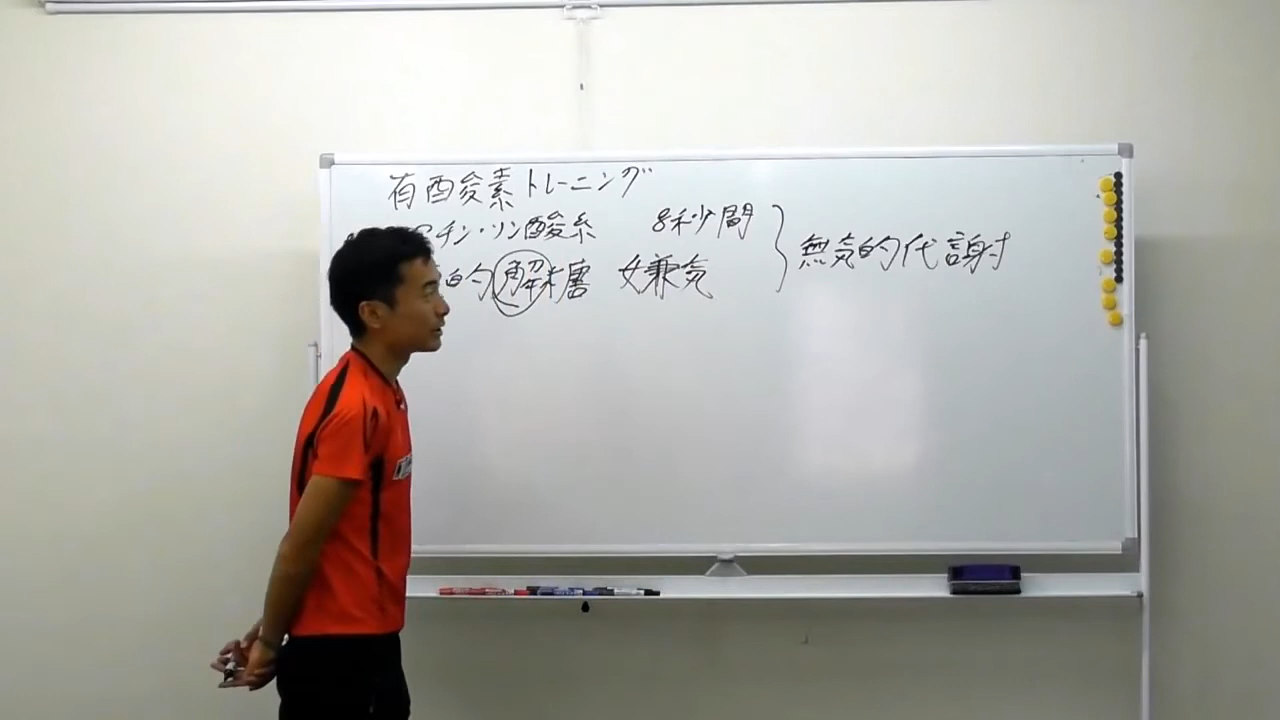 有酸素トレーニング
チン・リン酸系 8秒間
的解糖 嫌気
無気的代謝